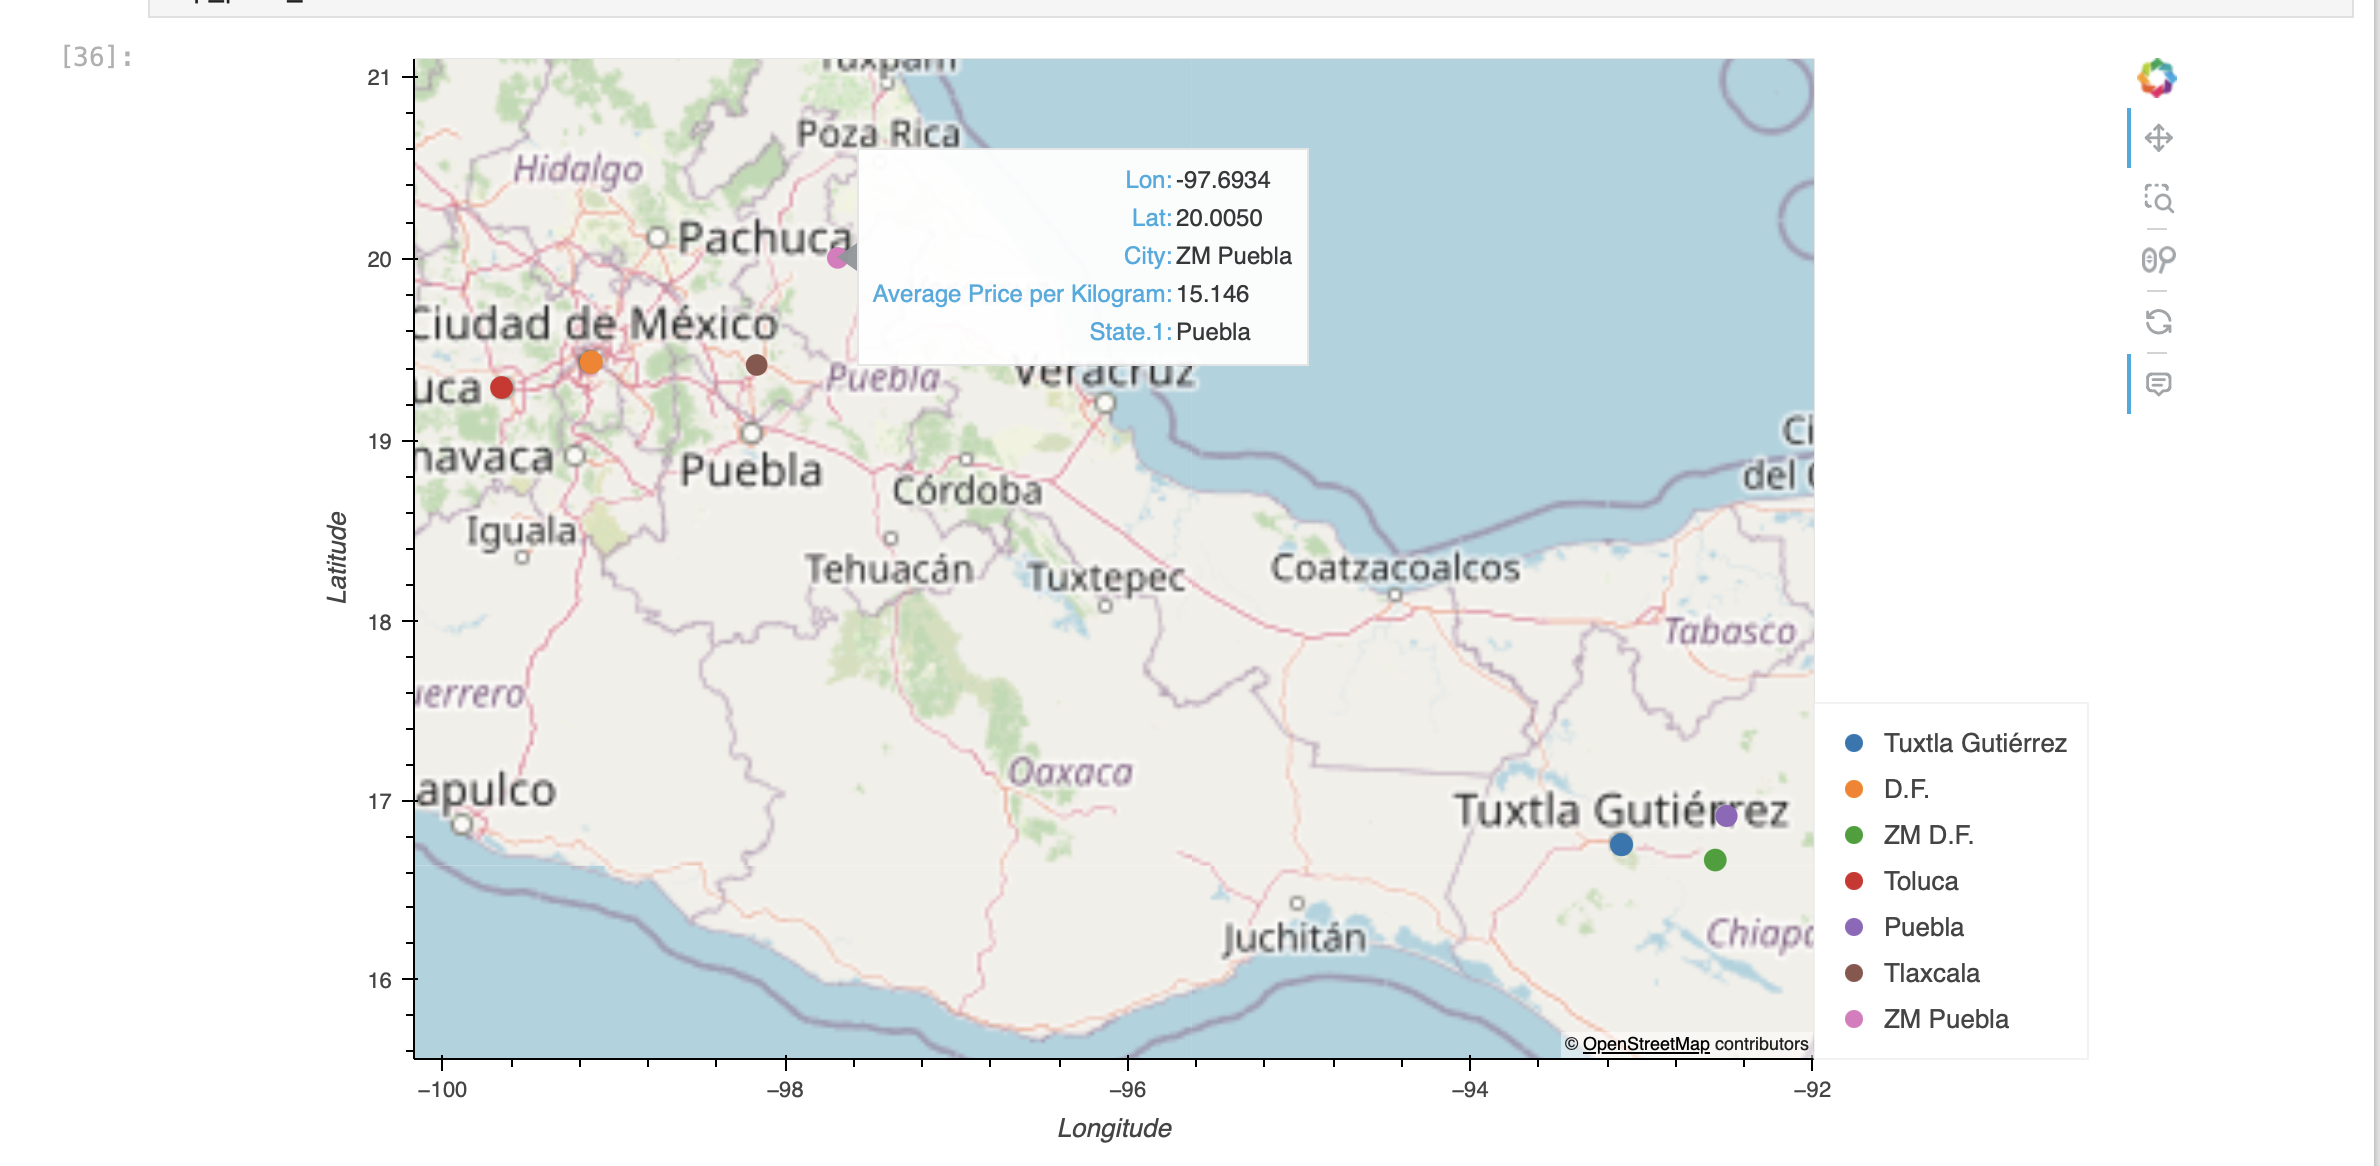 [36]:
21
20
19
18
17
16
Latitude
−100
−98
−96
−94
−92
Longitude
Tuxpam
Poza Rica
Hidalgo
Pachuca
Ciudad de México
uca
Puebla
Veracruz
navaca
Puebla
Córdoba
Iguala
Tehuacán
Tuxtepec
Coatzacoalcos
Ci
del
Tabasco
uerrero
Oaxaca
apulco
Tuxtla Gutiérrez
Juchitán
Chiapa
Lon: -97.6934
Lat: 20.0050
City: ZM Puebla
Average Price per Kilogram: 15.146
State.1: Puebla
Tuxtla Gutiérrez
D.F.
ZM D.F.
Toluca
Puebla
Tlaxcala
ZM Puebla
© OpenStreetMap contributors